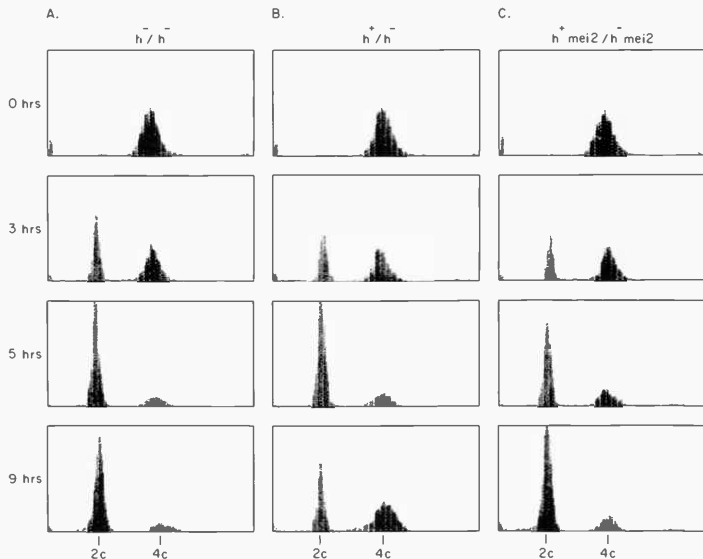 A. B. C.
h⁻/h⁻ h⁺/h⁻ h⁺ mei2/h⁻ mei2
0 hrs
3 hrs
5 hrs
9 hrs
2c 4c 2c 4c 2c 4c